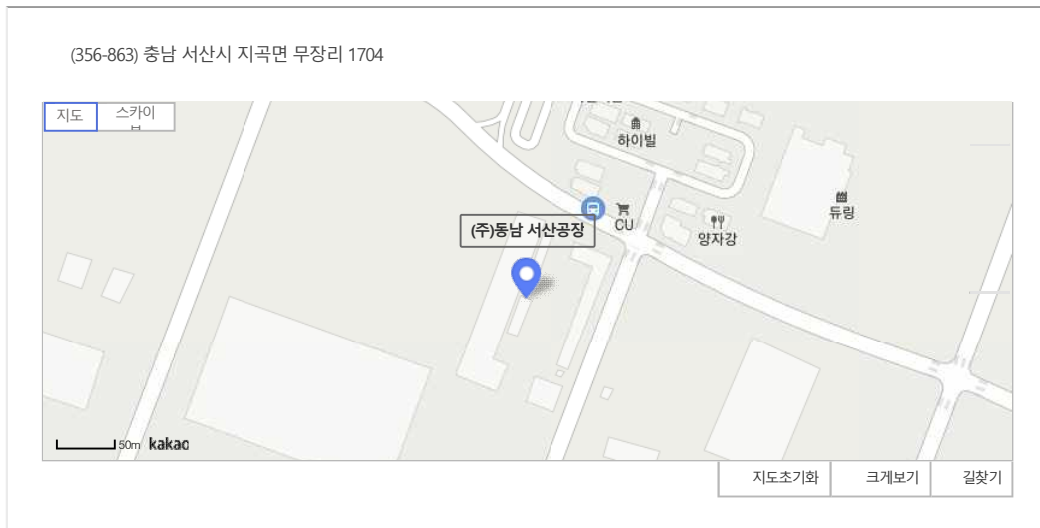 (356-863) 충남 서산시 지곡면 무장리 1704
지도
스카이
하이빌
듀링
CU
양자강
(주)동남 서산공장
50m kakao
지도초기화
크게보기
길찾기